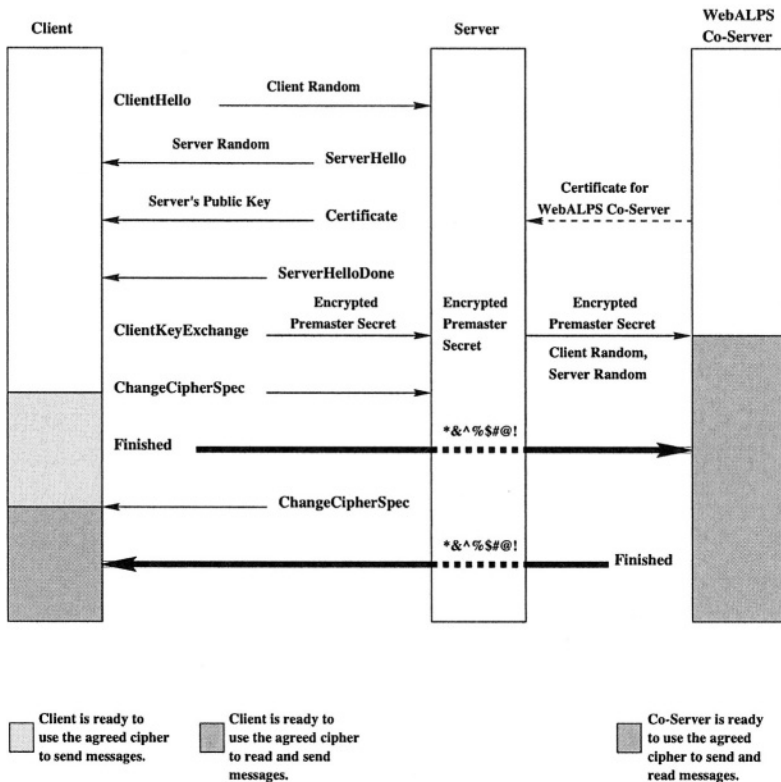 Client
Server
WebALPS
Co-Server
ClientHello
Client Random
Server Random
ServerHello
Server's Public Key
Certificate
Certificate for
WebALPS Co-Server
ServerHelloDone
ClientKeyExchange
Encrypted
Premaster Secret
Encrypted
Premaster
Secret
Encrypted
Premaster Secret
Client Random,
Server Random
ChangeCipherSpec
Finished
*&^%$#@!
ChangeCipherSpec
*&^%$#@!
Finished
Client is ready to
use the agreed cipher
to send messages.
Client is ready to
use the agreed cipher
to read and send
messages.
Co-Server is ready
to use the agreed
cipher to send and
read messages.